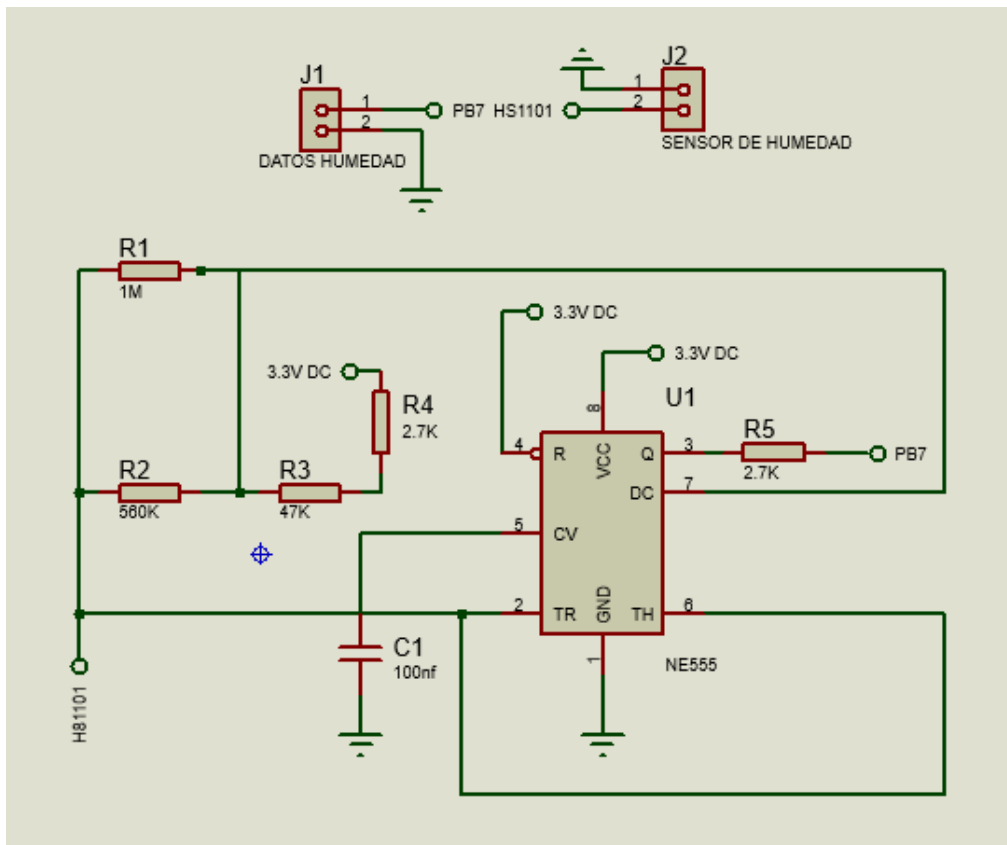 J1
1
2
PB7
DATOS HUMEDAD
J2
1
2
HS1101
SENSOR DE HUMEDAD
R1
1M
3.3V DC
3.3V DC
3.3V DC
R4
2.7K
U1
R2
560K
R3
47K
8
4
R
VCC
Q
3
R5
2.7K
PB7
DC
7
5
CV
2
TR
GND
TH
6
1
NE555
C1
100nf
H81101